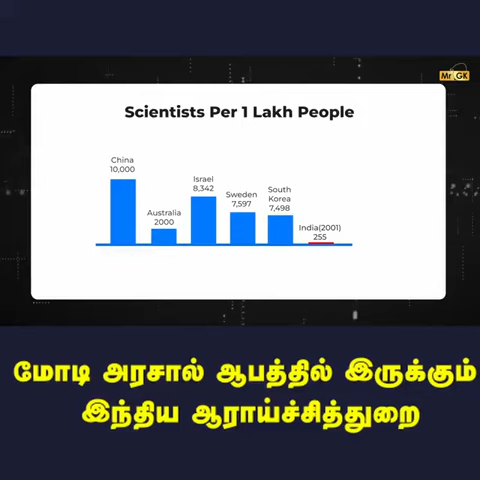 Mr GK
Scientists Per 1 Lakh People
China
10,000
Australia
2000
Israel
8,342
Sweden
7,597
South
Korea
7,498
India(2001)
255
மோடி அரசால் ஆபத்தில் இருக்கும்
இந்திய ஆராய்ச்சித்துறை